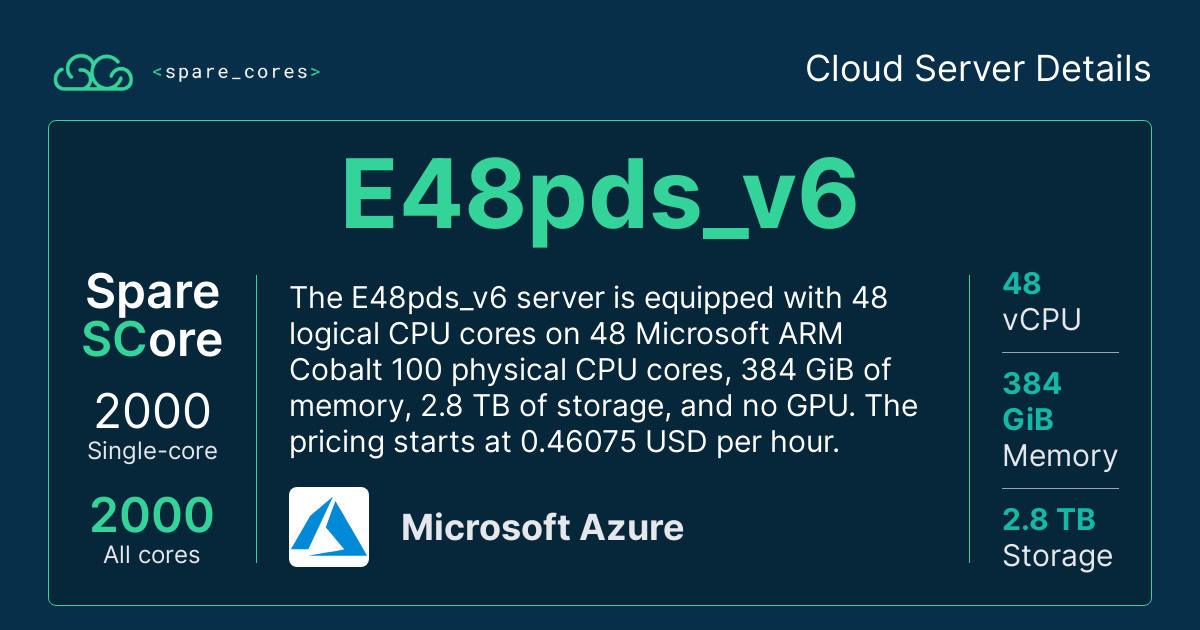 <spare_cores>
Cloud Server Details
E48pds_v6
Spare
SCore
2000
Single-core
2000
All cores
The E48pds_v6 server is equipped with 48
logical CPU cores on 48 Microsoft ARM
Cobalt 100 physical CPU cores, 384 GiB of
memory, 2.8 TB of storage, and no GPU. The
pricing starts at 0.46075 USD per hour.
Microsoft Azure
48
vCPU
384
GiB
Memory
2.8 TB
Storage